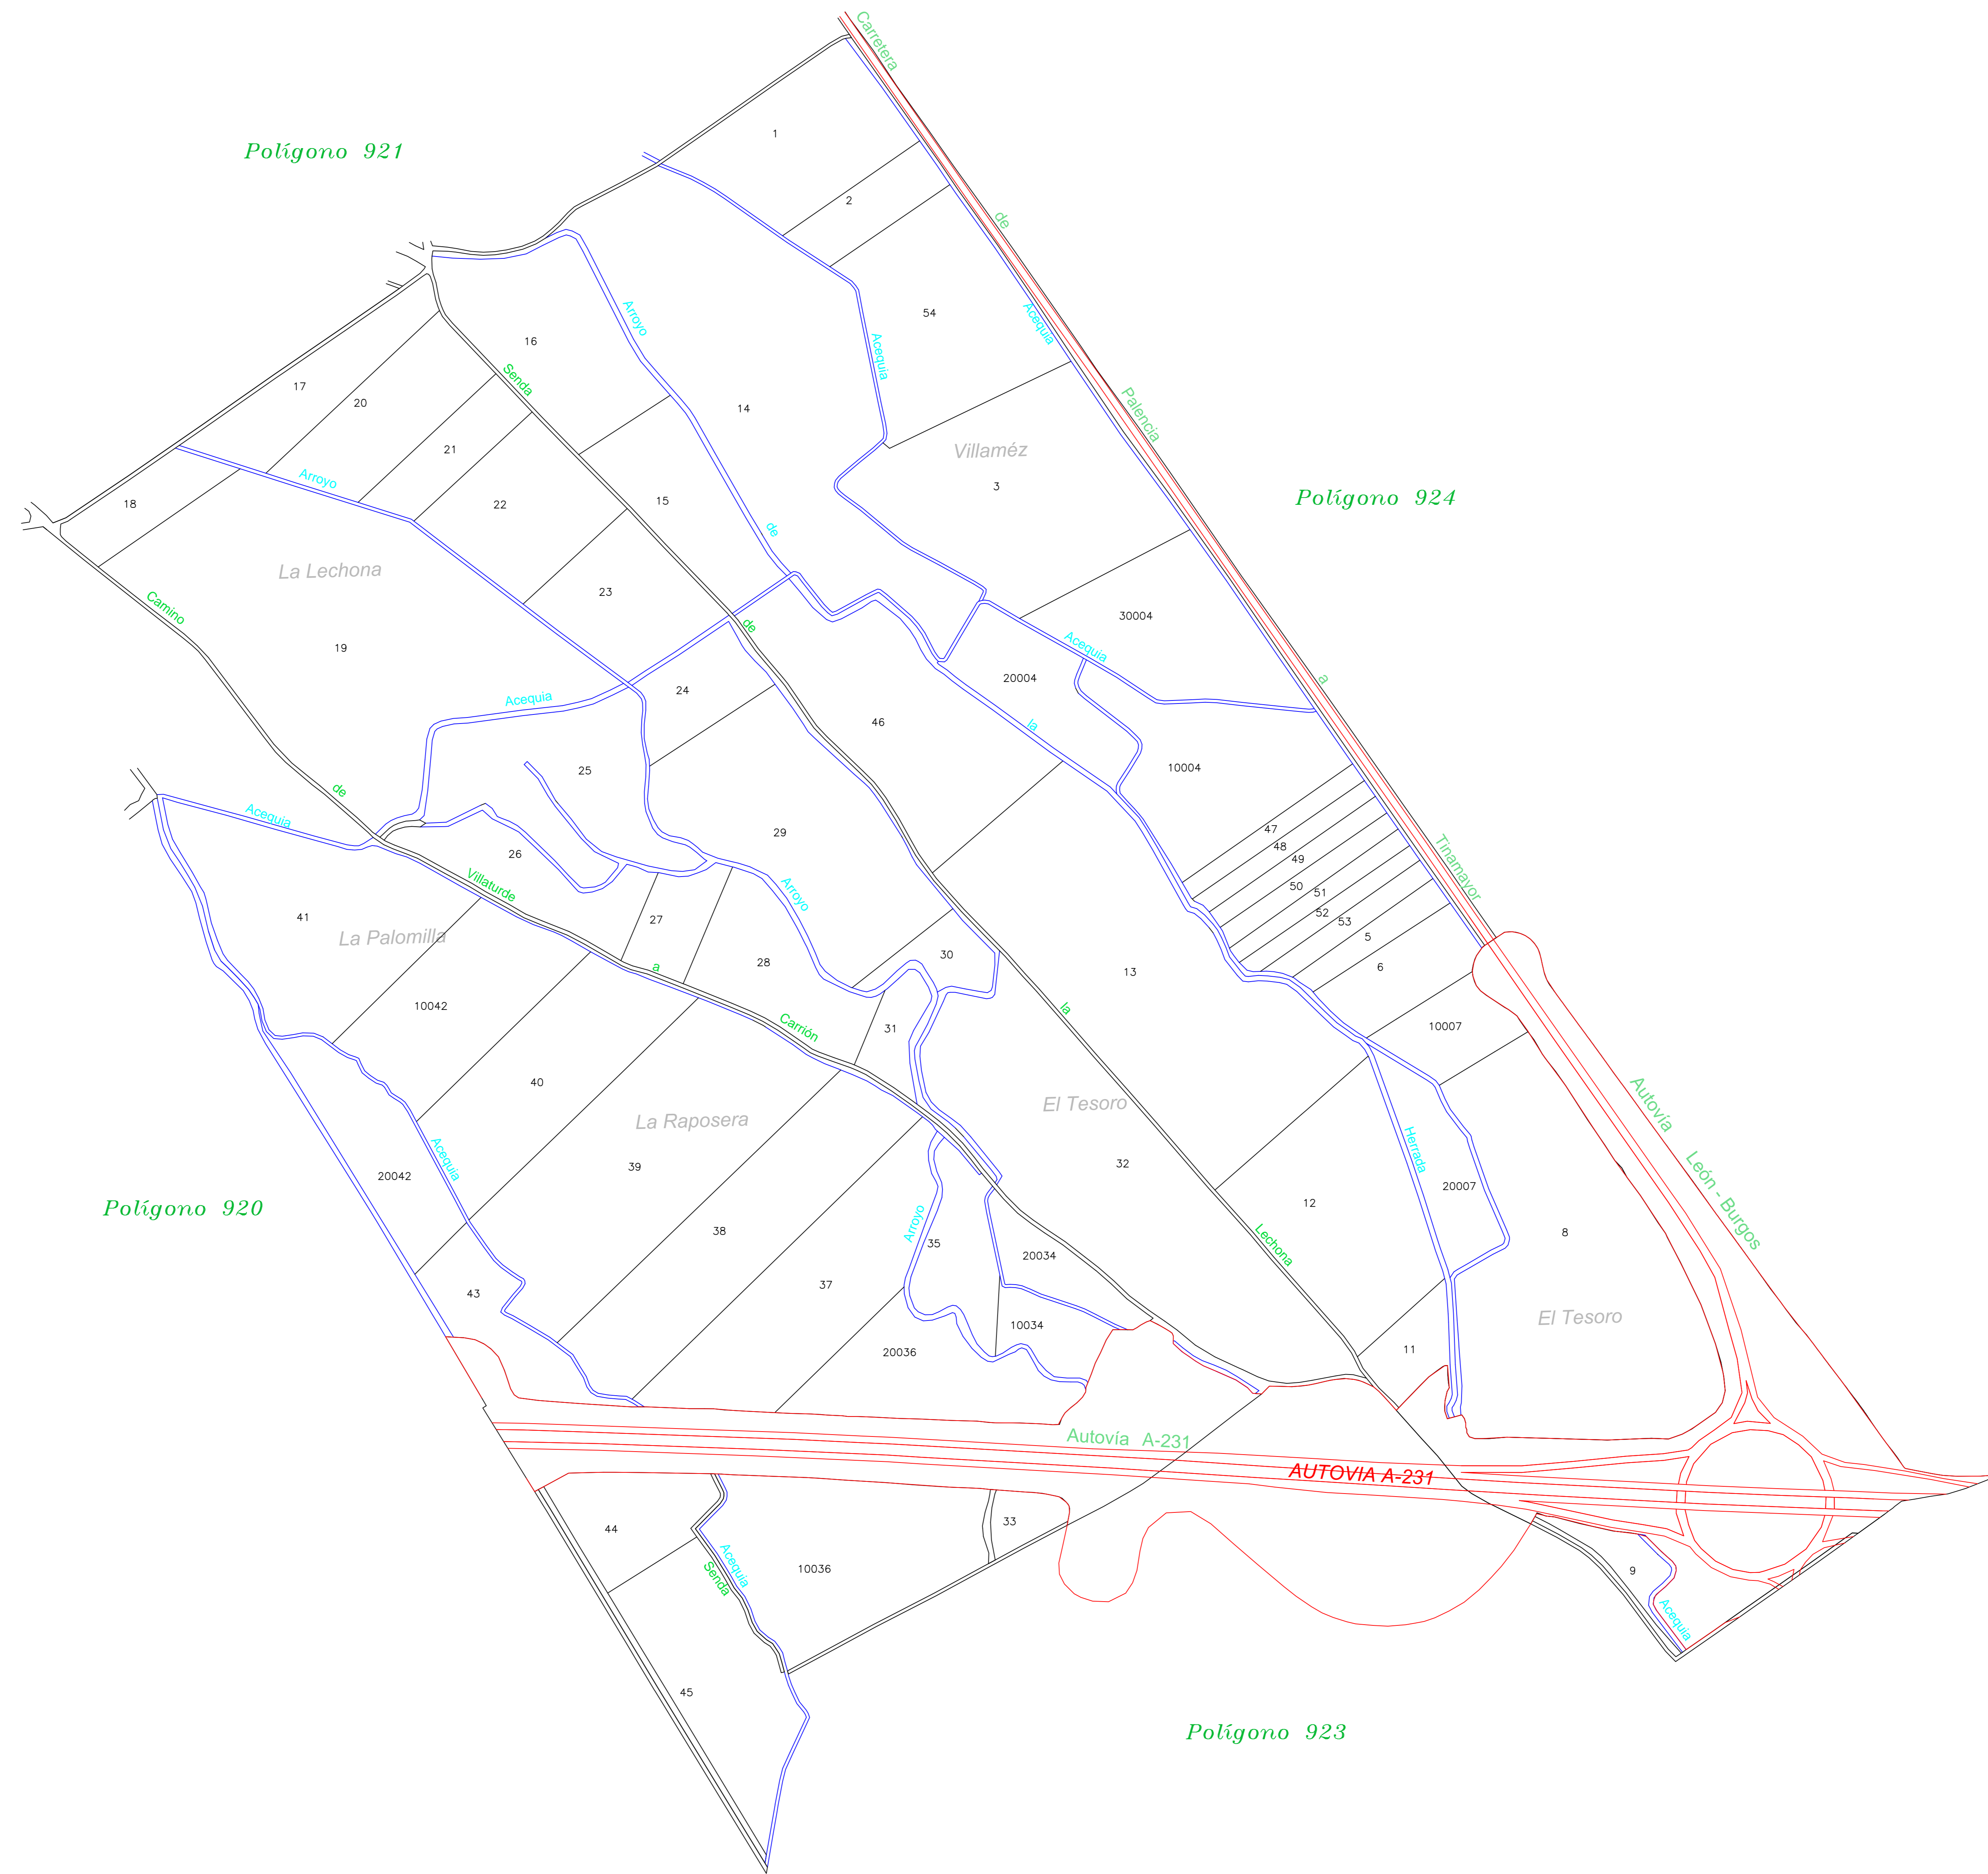 Carretera
de
Palencia
a
Tinamayor
Polígono 921
Polígono 924
Polígono 920
Polígono 923
1
2
54
Acequia
Acequia
Arroyo
de
la
Herrada
16
14
Villaméz
3
17
20
21
22
18
Arroyo
15
23
La Lechona
19
Senda
de
la
Lechona
Camino
de
Villaturde
a
Carrión
30004
Acequia
20004
10004
24
46
Acequia
25
29
26
Acequia
41
La Palomilla
27
28
Arroyo
30
31
47
48
49
50
51
52
53
5
6
13
10007
10042
40
La Raposera
39
El Tesoro
32
12
20007
8
El Tesoro
Autovía
León - Burgos
20042
Acequia
38
37
Arroyo
35
20034
10034
20036
43
11
Autovía A-231
AUTOVIA A-231
44
Acequia
Senda
10036
33
9
Acequia
45